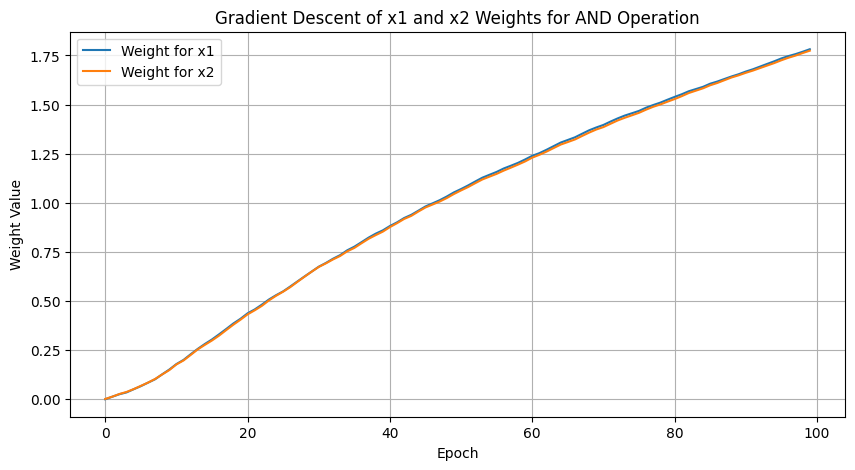 Gradient Descent of x1 and x2 Weights for AND Operation
Weight for x1
Weight for x2
Weight Value
1.75
1.50
1.25
1.00
0.75
0.50
0.25
0.00
0 20 40 60 80 100
Epoch